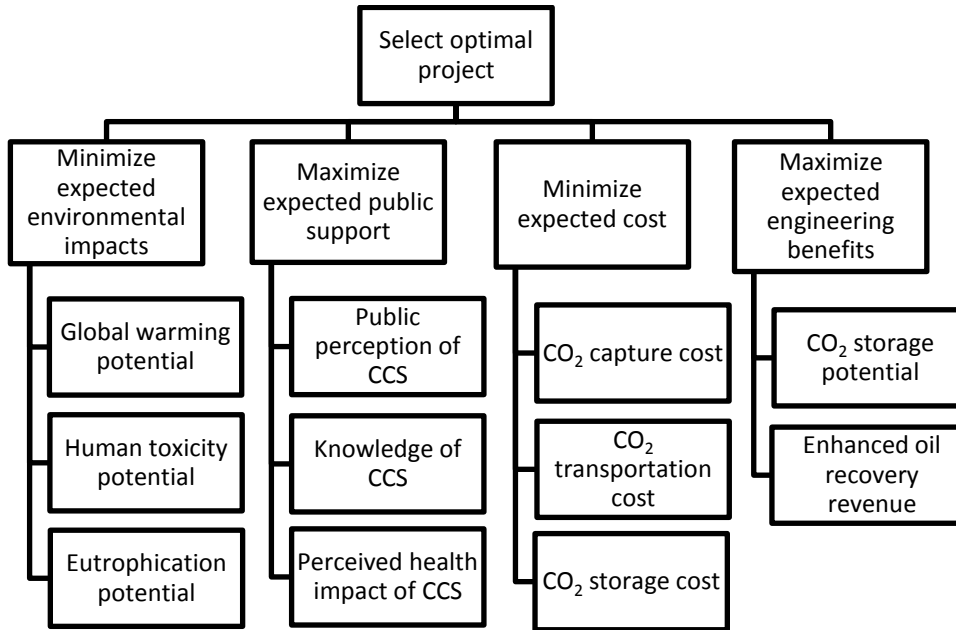 Select optimal
project
Minimize
expected
environmental
impacts
Maximize
expected public
support
Minimize
expected cost
Maximize
expected
engineering
benefits
Global warming
potential
Human toxicity
potential
Eutrophication
potential
Public
perception of
CCS
Knowledge of
CCS
Perceived health
impact of CCS
CO₂ capture cost
CO₂
transportation
cost
CO₂ storage cost
CO₂ storage
potential
Enhanced oil
recovery
revenue